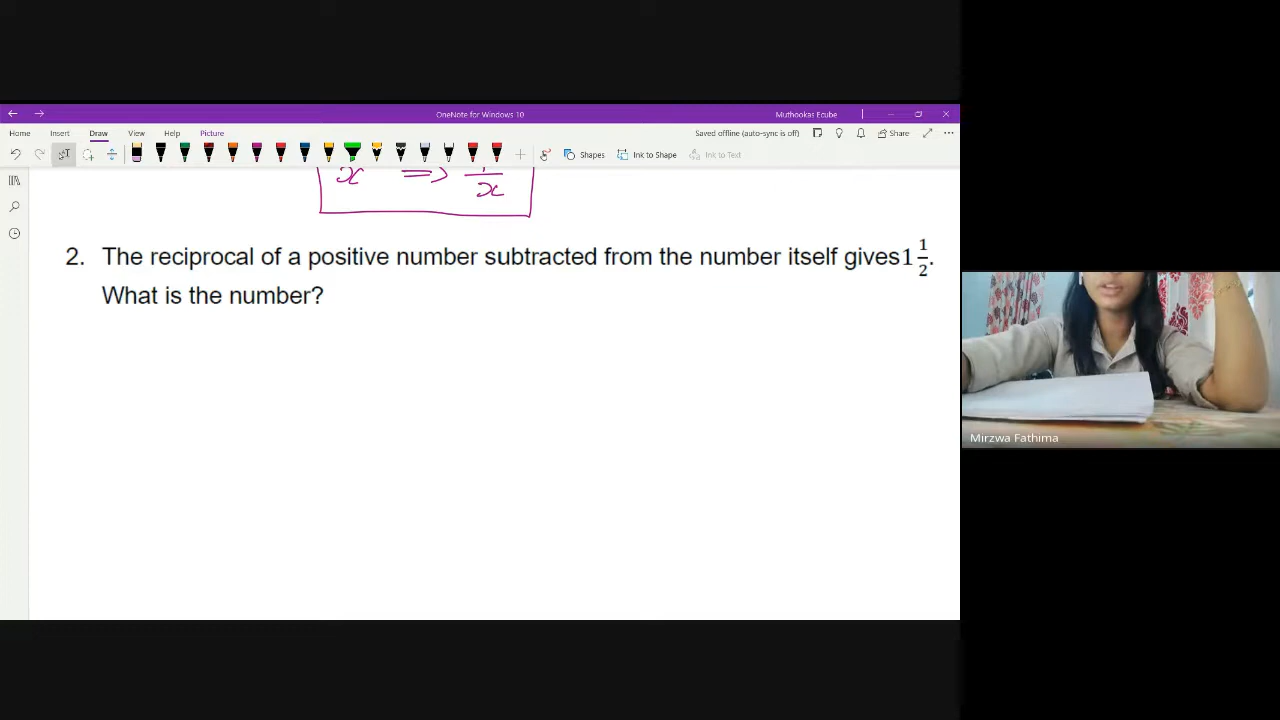 OneNote for Windows 10
Muthookas Ecube
Home Insert Draw View Help Picture
Saved offline (auto-sync is off)
Share
Shapes
Ink to Shape
Ink to Text
x ⇒ 1/x
2. The reciprocal of a positive number subtracted from the number itself gives 1 1/2.
What is the number?
Mirzwa Fathima